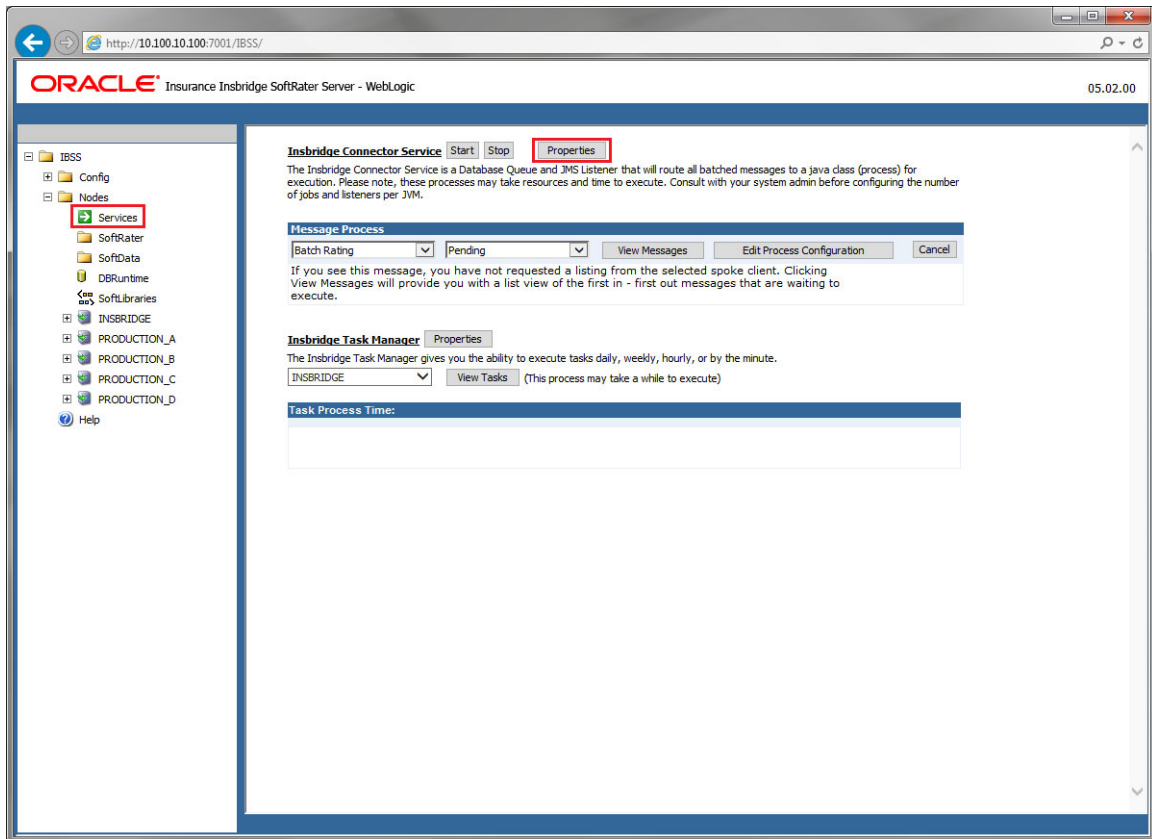 http://10.100.10.100:7001/IBSS/
ORACLE® Insurance Insbridge SoftRater Server - WebLogic
05.02.00
IBSS
Config
Nodes
Services
SoftRater
SoftData
DBRuntime
SoftLibraries
INSBRIDGE
PRODUCTION_A
PRODUCTION_B
PRODUCTION_C
PRODUCTION_D
Help
Insbridge Connector Service Start Stop Properties
The Insbridge Connector Service is a Database Queue and JMS Listener that will route all batched messages to a java class (process) for
execution. Please note, these processes may take resources and time to execute. Consult with your system admin before configuring the number
of jobs and listeners per JVM.
Message Process
Batch Rating Pending View Messages Edit Process Configuration Cancel
If you see this message, you have not requested a listing from the selected spoke client. Clicking
View Messages will provide you with a list view of the first in - first out messages that are waiting to
execute.
Insbridge Task Manager Properties
The Insbridge Task Manager gives you the ability to execute tasks daily, weekly, hourly, or by the minute.
INSBRIDGE View Tasks (This process may take a while to execute)
Task Process Time: